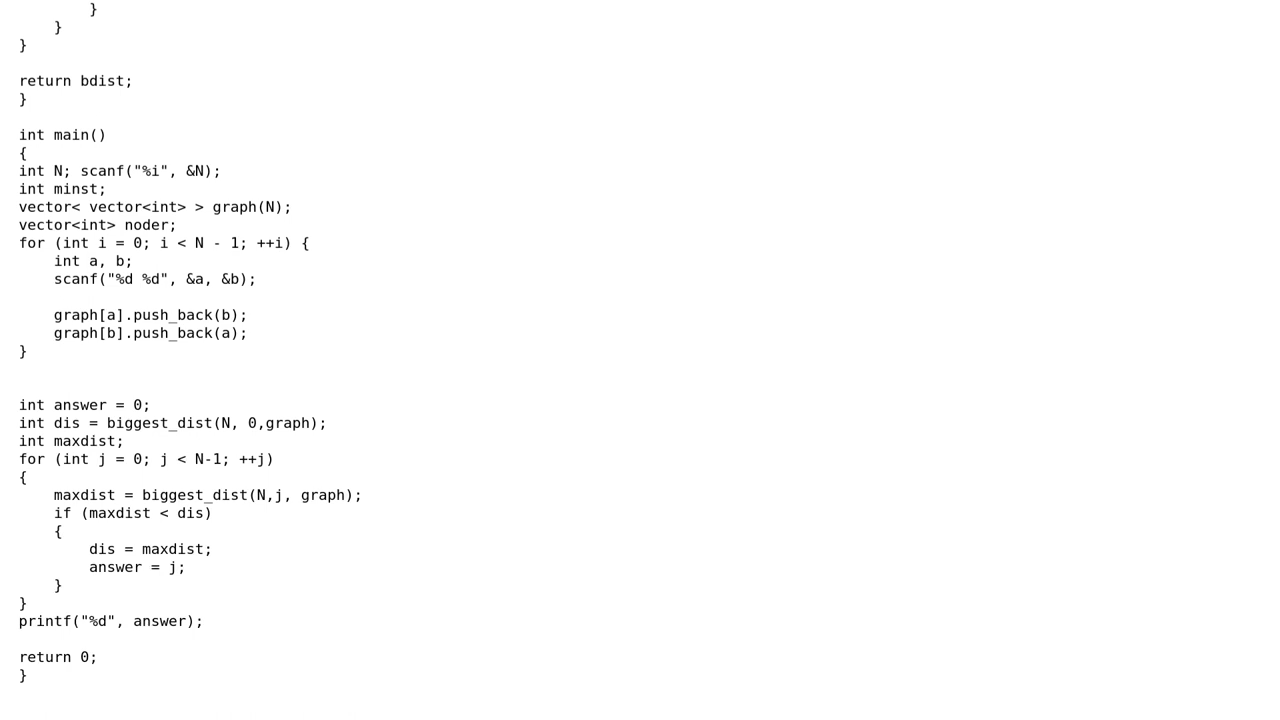 }
    }
}

return bdist;
}

int main()
{
int N; scanf("%i", &N);
int minst;
vector< vector<int> > graph(N);
vector<int> noder;
for (int i = 0; i < N - 1; ++i) {
    int a, b;
    scanf("%d %d", &a, &b);

    graph[a].push_back(b);
    graph[b].push_back(a);
}


int answer = 0;
int dis = biggest_dist(N, 0,graph);
int maxdist;
for (int j = 0; j < N-1; ++j)
{
    maxdist = biggest_dist(N,j, graph);
    if (maxdist < dis)
    {
        dis = maxdist;
        answer = j;
    }
}
printf("%d", answer);

return 0;
}